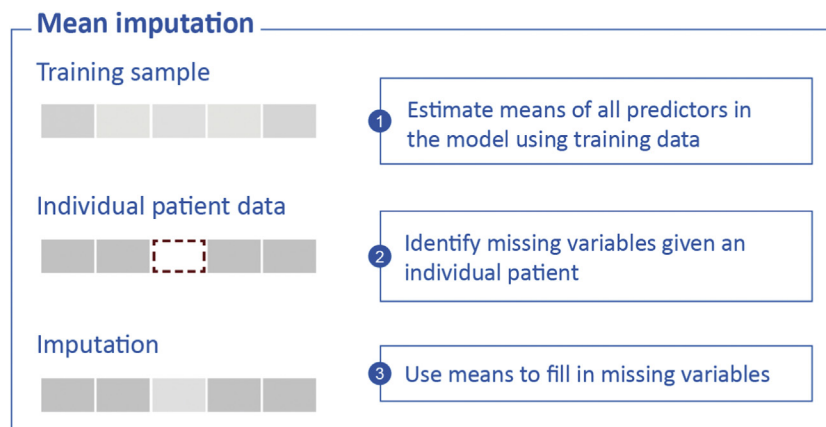 Mean imputation
Training sample
1 Estimate means of all predictors in
the model using training data
Individual patient data
2 Identify missing variables given an
individual patient
Imputation
3 Use means to fill in missing variables